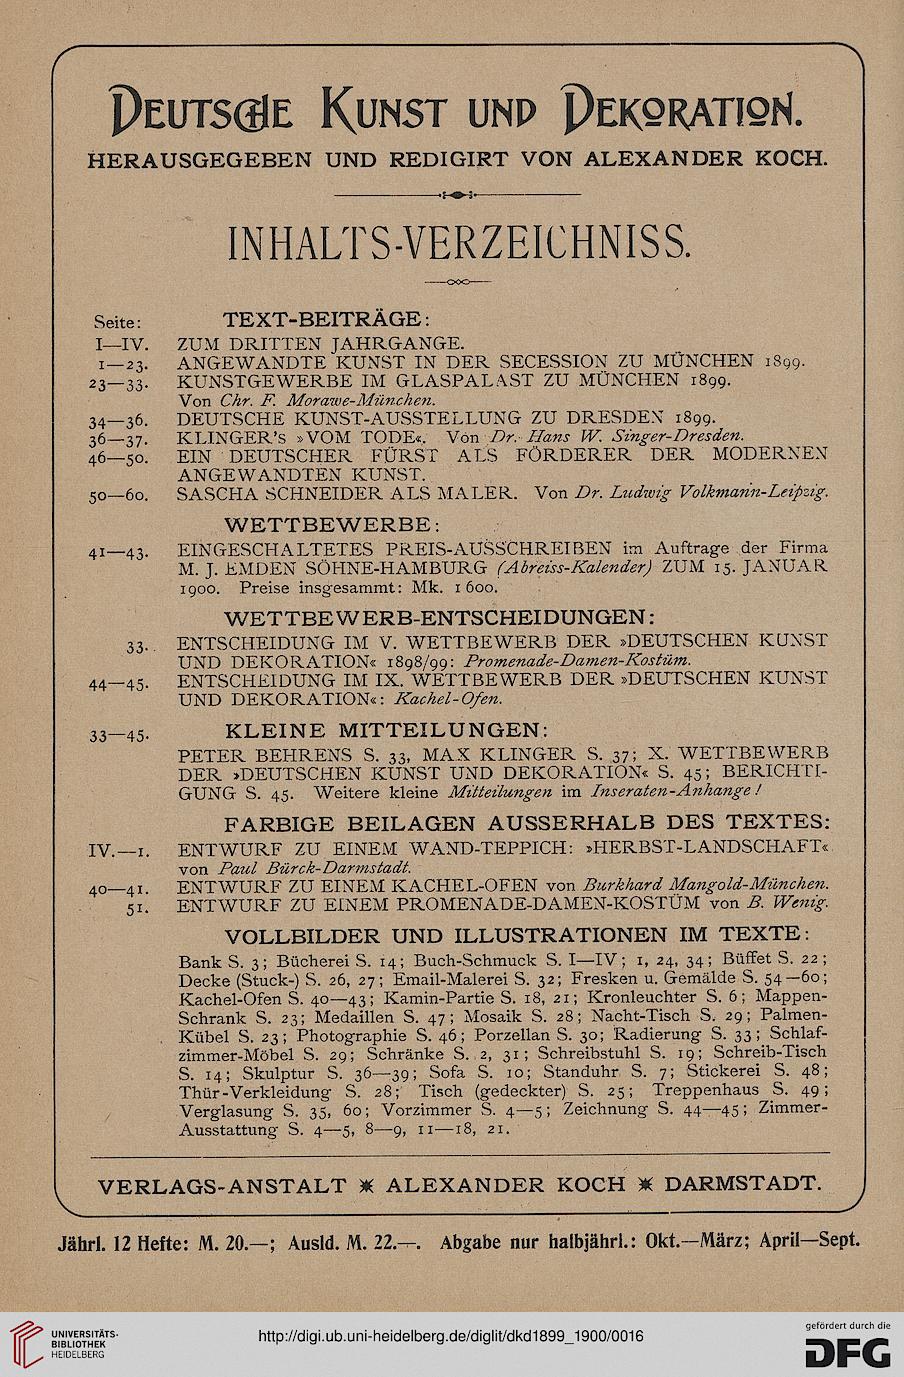 DEUTSCHE KUNST UND DEKORATION.
HERAUSGEGEBEN UND REDIGIRT VON ALEXANDER KOCH.
INHALTS-VERZEICHNISS.
Seite: TEXT-BEITRÄGE:
I—IV. ZUM DRITTEN JAHRGANGE.
1—23. ANGEWANDTE KUNST IN DER SECESSION ZU MÜNCHEN 1899.
23—33. KUNSTGEWERBE IM GLASPALAST ZU MÜNCHEN 1899.
Von Chr. F. Morawe-München.
34—36. DEUTSCHE KUNST-AUSSTELLUNG ZU DRESDEN 1899.
36—37. KLINGER'S »VOM TODE«. Von Dr. Hans W. Singer-Dresden.
46—50. EIN DEUTSCHER FÜRST ALS FÖRDERER DER MODERNEN
ANGEWANDTEN KUNST.
50—60. SASCHA SCHNEIDER ALS MALER. Von Dr. Ludwig Volkmann-Leipzig.
WETTBEWERBE:
41—43. EINGESCHALTETES PREIS-AUSSCHREIBEN im Auftrage der Firma
M. J. EMDEN SÖHNE-HAMBURG (Abreiss-Kalender) ZUM 15. JANUAR
1900. Preise insgesammt: Mk. 1600.
WETTBEWERB-ENTSCHEIDUNGEN:
33. ENTSCHEIDUNG IM V. WETTBEWERB DER »DEUTSCHEN KUNST
UND DEKORATION« 1898/99: Promenade-Damen-Kostüm.
44—45. ENTSCHEIDUNG IM IX. WETTBEWERB DER »DEUTSCHEN KUNST
UND DEKORATION«: Kachel-Ofen.
33—45. KLEINE MITTEILUNGEN:
PETER BEHRENS S. 33, MAX KLINGER S. 37; X. WETTBEWERB
DER »DEUTSCHEN KUNST UND DEKORATION« S. 45; BERICHTI-
GUNG S. 45. Weitere kleine Mitteilungen im Inseraten-Anhange!
FARBIGE BEILAGEN AUSSERHALB DES TEXTES:
IV.—1. ENTWURF ZU EINEM WAND-TEPPICH: »HERBST-LANDSCHAFT«
von Paul Bürck-Darmstadt.
40—41. ENTWURF ZU EINEM KACHEL-OFEN von Burkhard Mangold-München.
51. ENTWURF ZU EINEM PROMENADE-DAMEN-KOSTÜM von B. Wenig.
VOLLBILDER UND ILLUSTRATIONEN IM TEXTE:
Bank S. 3; Bücherei S. 14; Buch-Schmuck S. I—IV; 1, 24, 34; Büffet S. 22;
Decke (Stuck-) S. 26, 27; Email-Malerei S. 32; Fresken u. Gemälde S. 54—60;
Kachel-Ofen S. 40—43; Kamin-Partie S. 18, 21; Kronleuchter S. 6; Mappen-
Schrank S. 23; Medaillen S. 47; Mosaik S. 28; Nacht-Tisch S. 29; Palmen-
Kübel S. 23; Photographie S. 46; Porzellan S. 30; Radierung S. 33; Schlaf-
zimmer-Möbel S. 29; Schränke S. 2, 31; Schreibstuhl S. 19; Schreib-Tisch
S. 14; Skulptur S. 36—39; Sofa S. 10; Standuhr S. 7; Stickerei S. 48;
Thür-Verkleidung S. 28; Tisch (gedeckter) S. 25; Treppenhaus S. 49;
Verglasung S. 35, 60; Vorzimmer S. 4—5; Zeichnung S. 44—45; Zimmer-
Ausstattung S. 4—5, 8—9, 11—18, 21.
VERLAGS-ANSTALT ※ ALEXANDER KOCH ※ DARMSTADT.
Jährl. 12 Hefte: M. 20.—; Ausld. M. 22.—. Abgabe nur halbjährl.: Okt.—März; April—Sept.
UNIVERSITÄTS-
BIBLIOTHEK
HEIDELBERG
http://digi.ub.uni-heidelberg.de/diglit/dkd1899_1900/0016
gefördert durch die
DFG